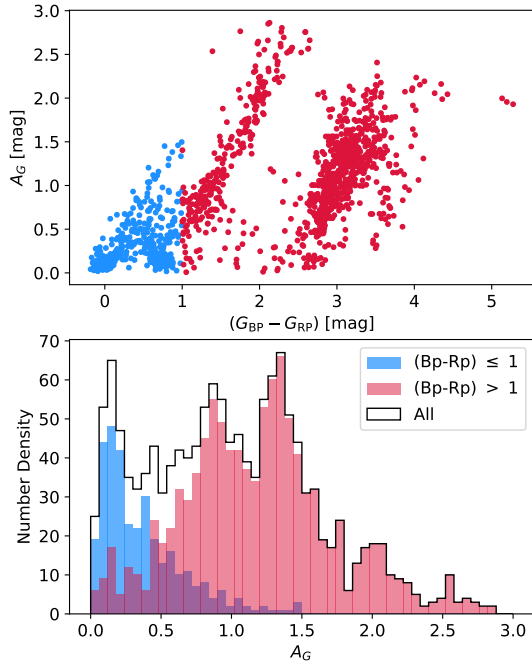 3.0
2.5
2.0
1.5
1.0
0.5
0.0
A_G [mag]
0 1 2 3 4 5
(G_BP − G_RP) [mag]
70
60
50
40
30
20
10
0
Number Density
(Bp-Rp) ≤ 1
(Bp-Rp) > 1
All
0.0 0.5 1.0 1.5 2.0 2.5 3.0
A_G